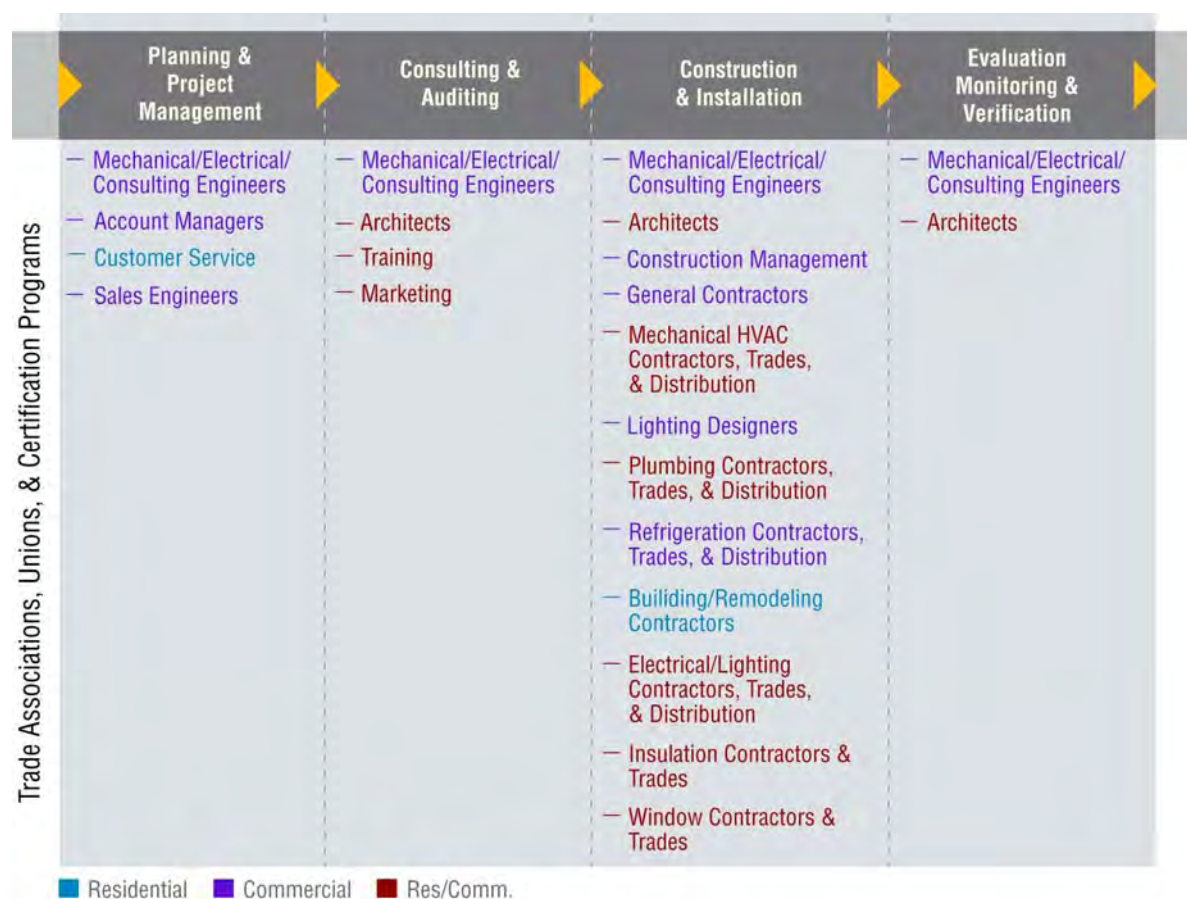 Planning &
Project
Management
Consulting &
Auditing
Construction
& Installation
Evaluation
Monitoring &
Verification
Trade Associations, Unions, & Certification Programs
— Mechanical/Electrical/
Consulting Engineers
— Account Managers
— Customer Service
— Sales Engineers
— Mechanical/Electrical/
Consulting Engineers
— Architects
— Training
— Marketing
— Mechanical/Electrical/
Consulting Engineers
— Architects
— Construction Management
— General Contractors
— Mechanical HVAC
Contractors, Trades,
& Distribution
— Lighting Designers
— Plumbing Contractors,
Trades, & Distribution
— Refrigeration Contractors,
Trades, & Distribution
— Builiding/Remodeling
Contractors
— Electrical/Lighting
Contractors, Trades,
& Distribution
— Insulation Contractors &
Trades
— Window Contractors &
Trades
— Mechanical/Electrical/
Consulting Engineers
— Architects
Residential Commercial Res/Comm.